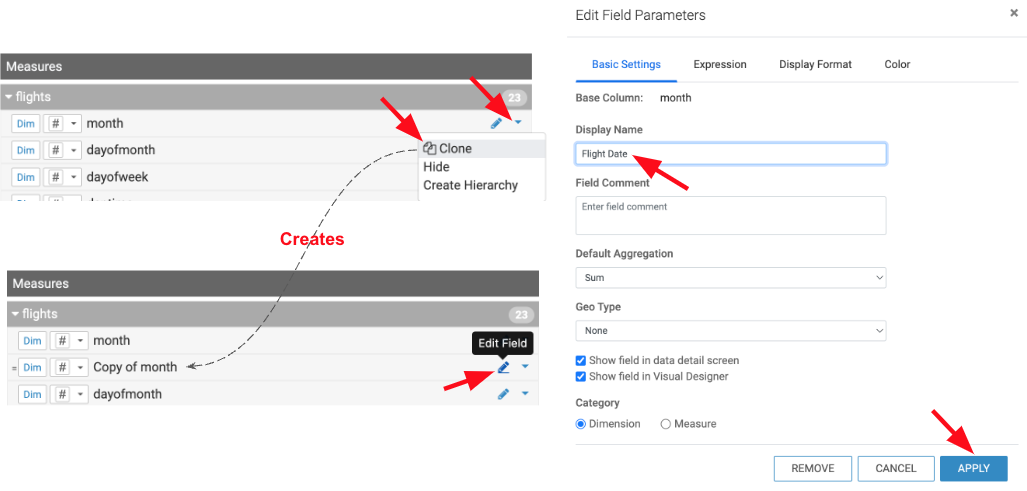 Measures
flights
23
Dim # month
Dim # dayofmonth
Dim # dayofweek
Clone
Hide
Create Hierarchy
Creates
Measures
flights
23
Dim # month
Edit Field
= Dim # Copy of month
Dim # dayofmonth
Edit Field Parameters
×
Basic Settings Expression Display Format Color
Base Column: month
Display Name
Flight Date
Field Comment
Enter field comment
Default Aggregation
Sum
Geo Type
None
Show field in data detail screen
Show field in Visual Designer
Category
Dimension Measure
REMOVE CANCEL APPLY